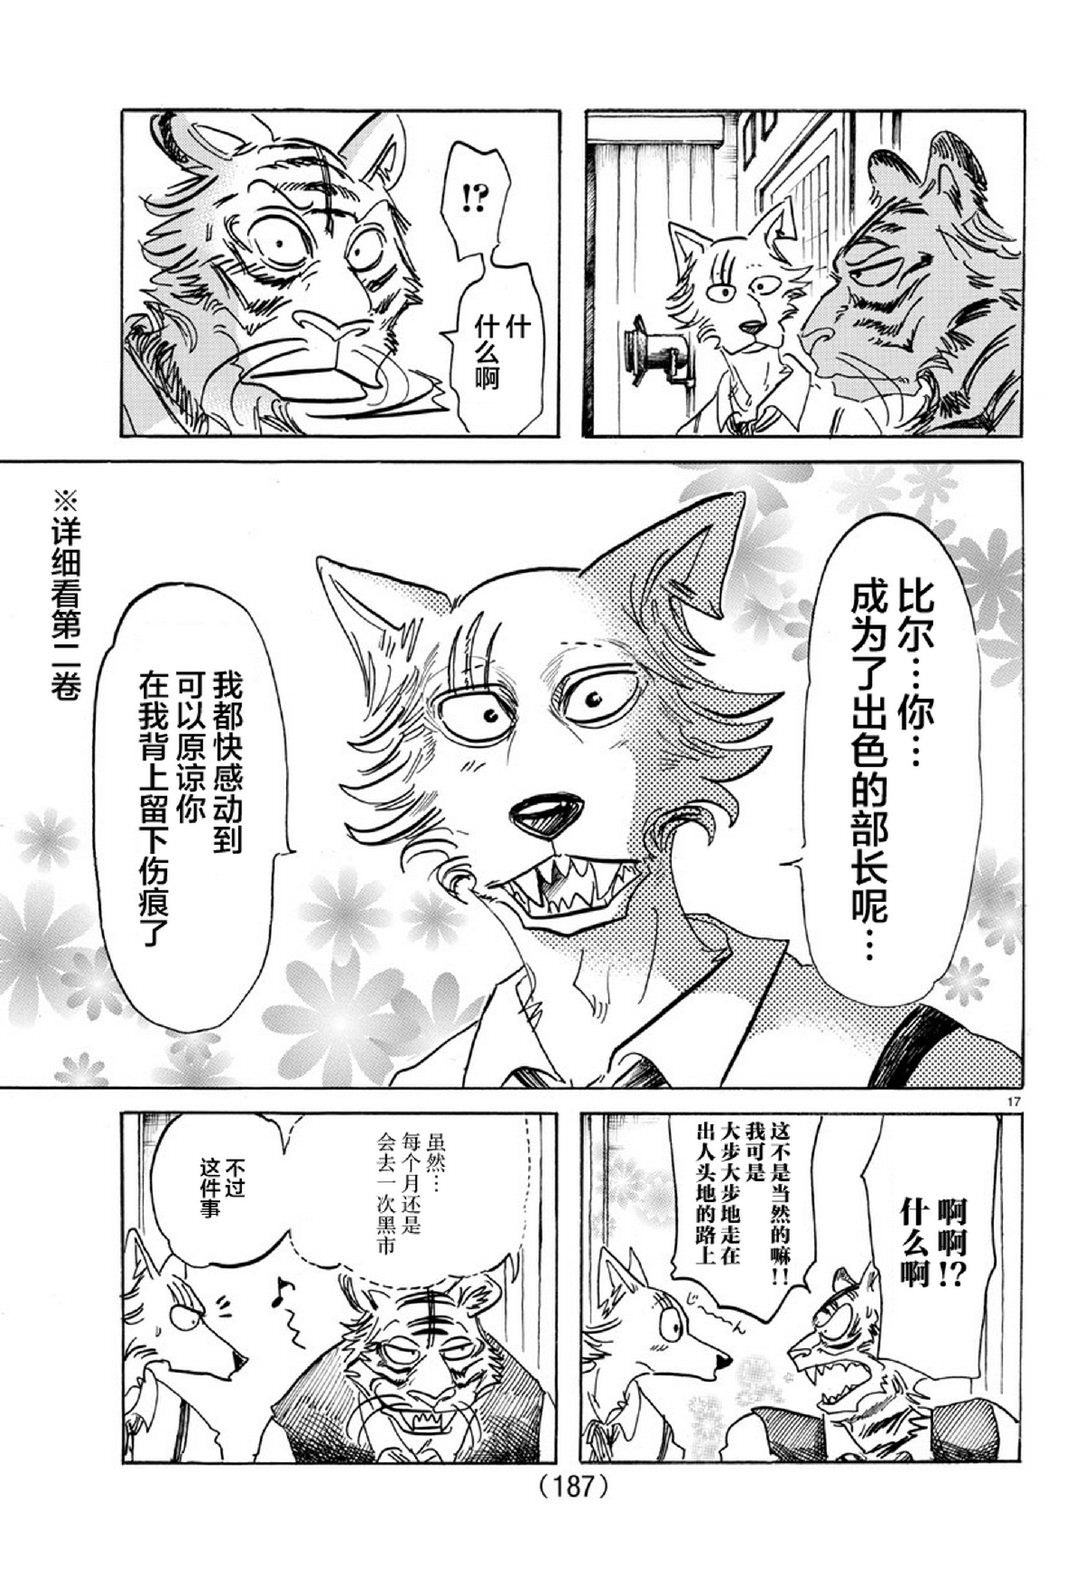 !?
什
什么啊
比尔…你…
成为了出色的部长呢…
我都快感动到
可以原谅你
在我背上留下伤痕了
※详细看第二卷
17
啊啊!?
什么啊
这不是当然的嘛!!
我可是
大步大步地走在
出人头地的路上
じーん
虽然…
每个月还是
会去一次黑市
不过
这件事
(187)